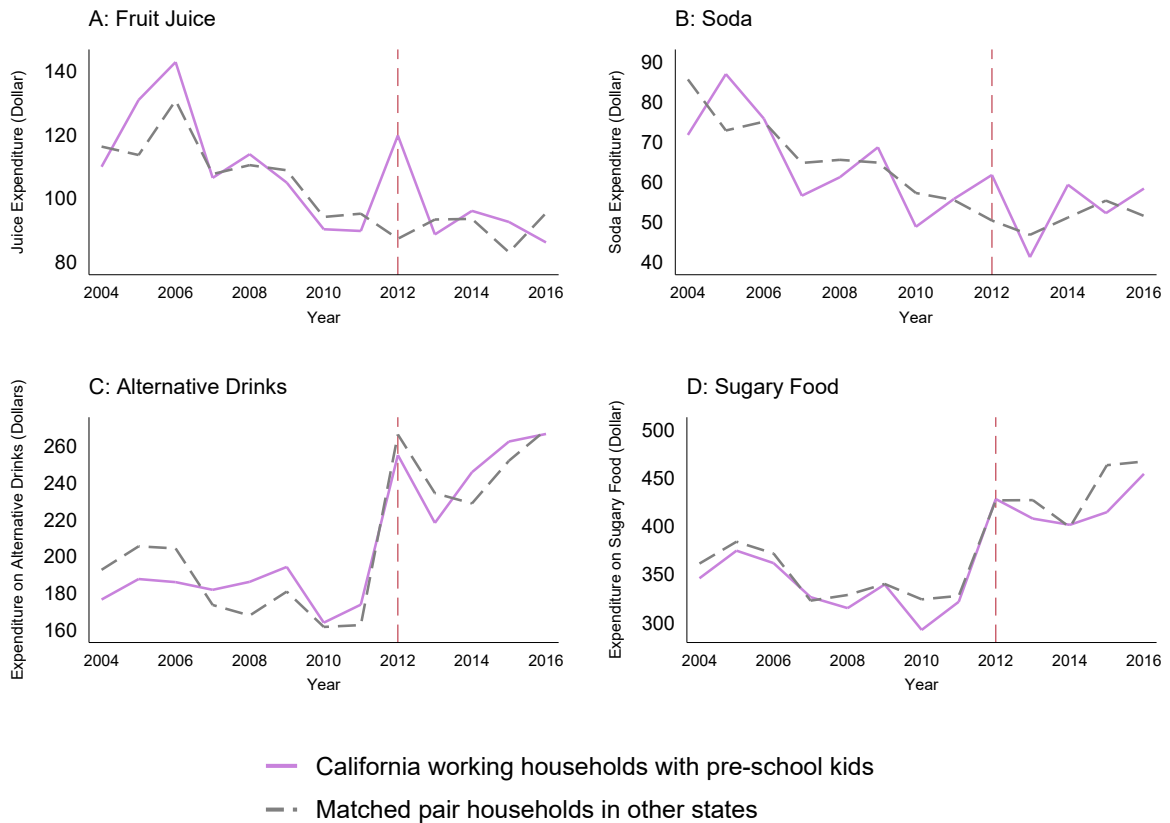 A: Fruit Juice
Juice Expenditure (Dollar)
140
120
100
80
2004 2006 2008 2010 2012 2014 2016
Year
B: Soda
Soda Expenditure (Dollar)
90
80
70
60
50
40
2004 2006 2008 2010 2012 2014 2016
Year
C: Alternative Drinks
Expenditure on Alternative Drinks (Dollars)
260
240
220
200
180
160
2004 2006 2008 2010 2012 2014 2016
Year
D: Sugary Food
Expenditure on Sugary Food (Dollar)
500
450
400
350
300
2004 2006 2008 2010 2012 2014 2016
Year
California working households with pre-school kids
Matched pair households in other states